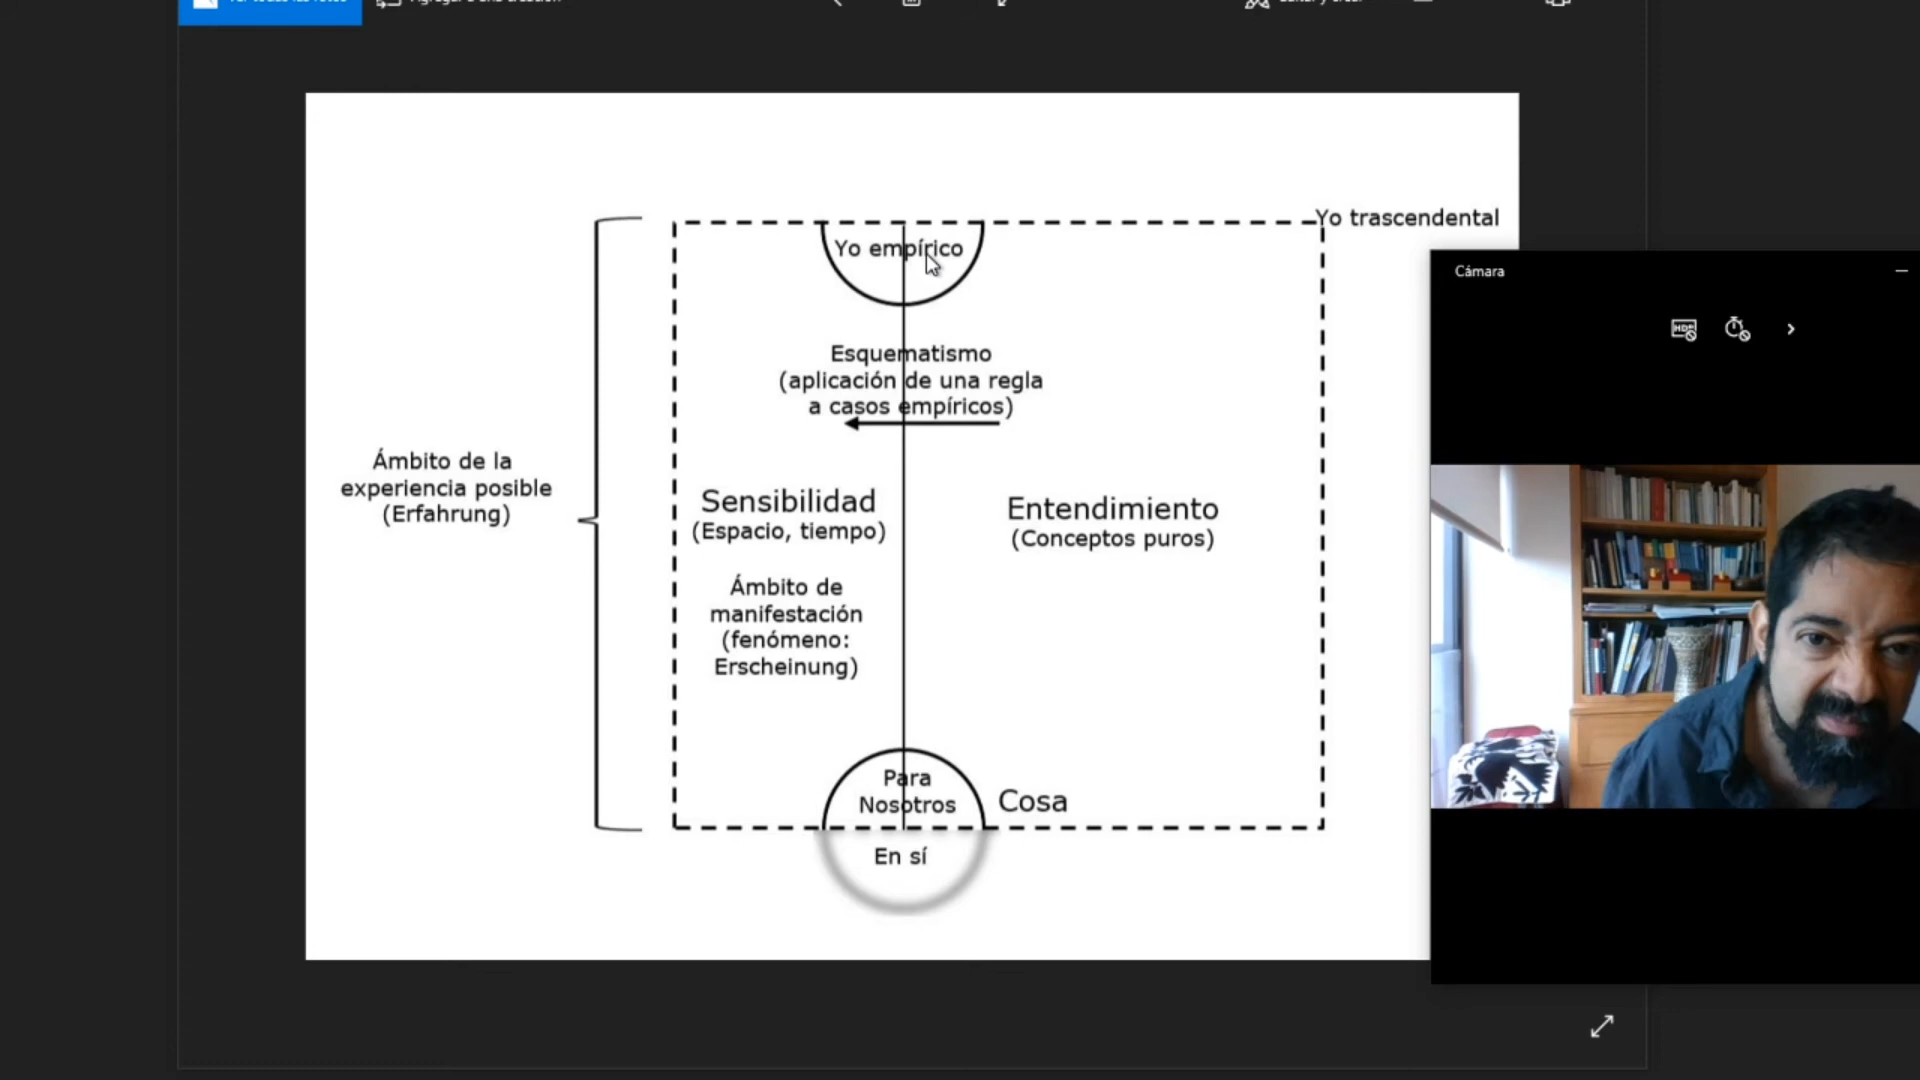 Yo trascendental
Yo empírico
Cámara
Esquematismo
(aplicación de una regla
a casos empíricos)
Ámbito de la
experiencia posible
(Erfahrung)
Sensibilidad
(Espacio, tiempo)
Entendimiento
(Conceptos puros)
Ámbito de
manifestación
(fenómeno:
Erscheinung)
Para
Nosotros
Cosa
En sí